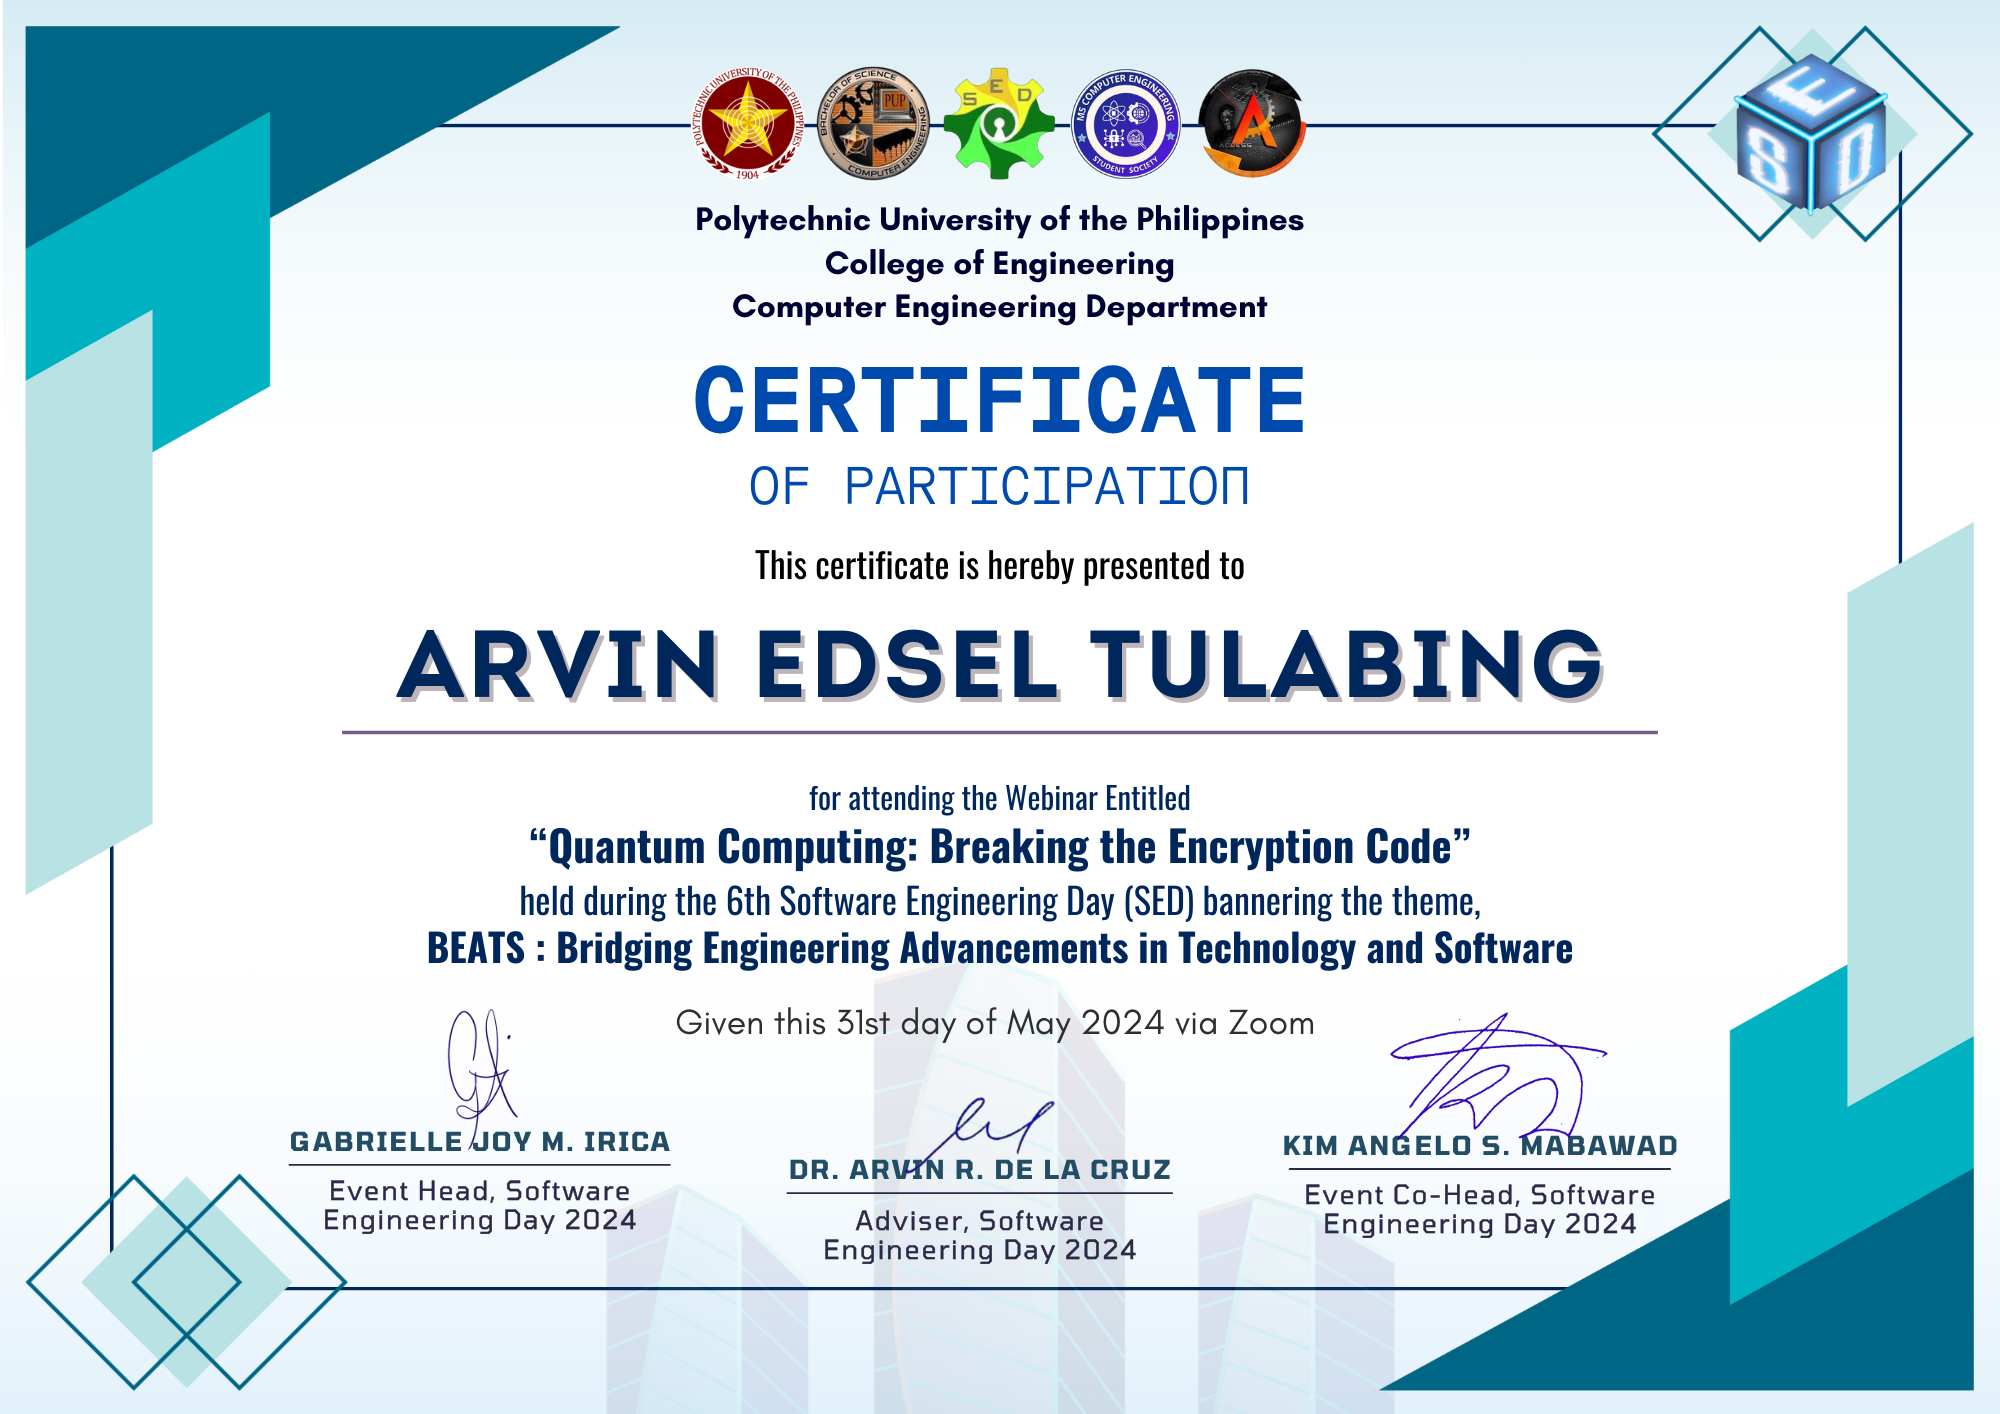 POLYTECHNIC UNIVERSITY OF THE PHILIPPINES
1904
BACHELOR OF SCIENCE
PUP
COMPUTER ENGINEERING
SED
MS COMPUTER ENGINEERING
STUDENT SOCIETY
A
ACCESS
S E D
Polytechnic University of the Philippines
College of Engineering
Computer Engineering Department
CERTIFICATE
OF PARTICIPATION
This certificate is hereby presented to
ARVIN EDSEL TULABING
for attending the Webinar Entitled
“Quantum Computing: Breaking the Encryption Code”
held during the 6th Software Engineering Day (SED) bannering the theme,
BEATS : Bridging Engineering Advancements in Technology and Software
Given this 31st day of May 2024 via Zoom
GABRIELLE JOY M. IRICA
Event Head, Software
Engineering Day 2024
DR. ARVIN R. DE LA CRUZ
Adviser, Software
Engineering Day 2024
KIM ANGELO S. MABAWAD
Event Co-Head, Software
Engineering Day 2024